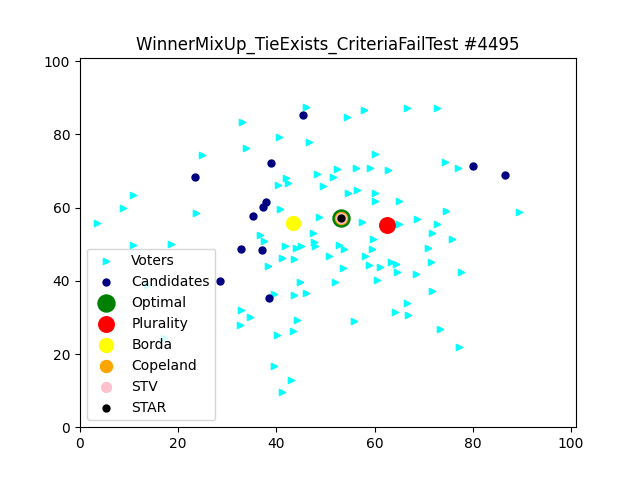 WinnerMixUp_TieExists_CriteriaFailTest #4495
100
80
60
40
20
0
Voters
Candidates
Optimal
Plurality
Borda
Copeland
STV
STAR
0 20 40 60 80 100